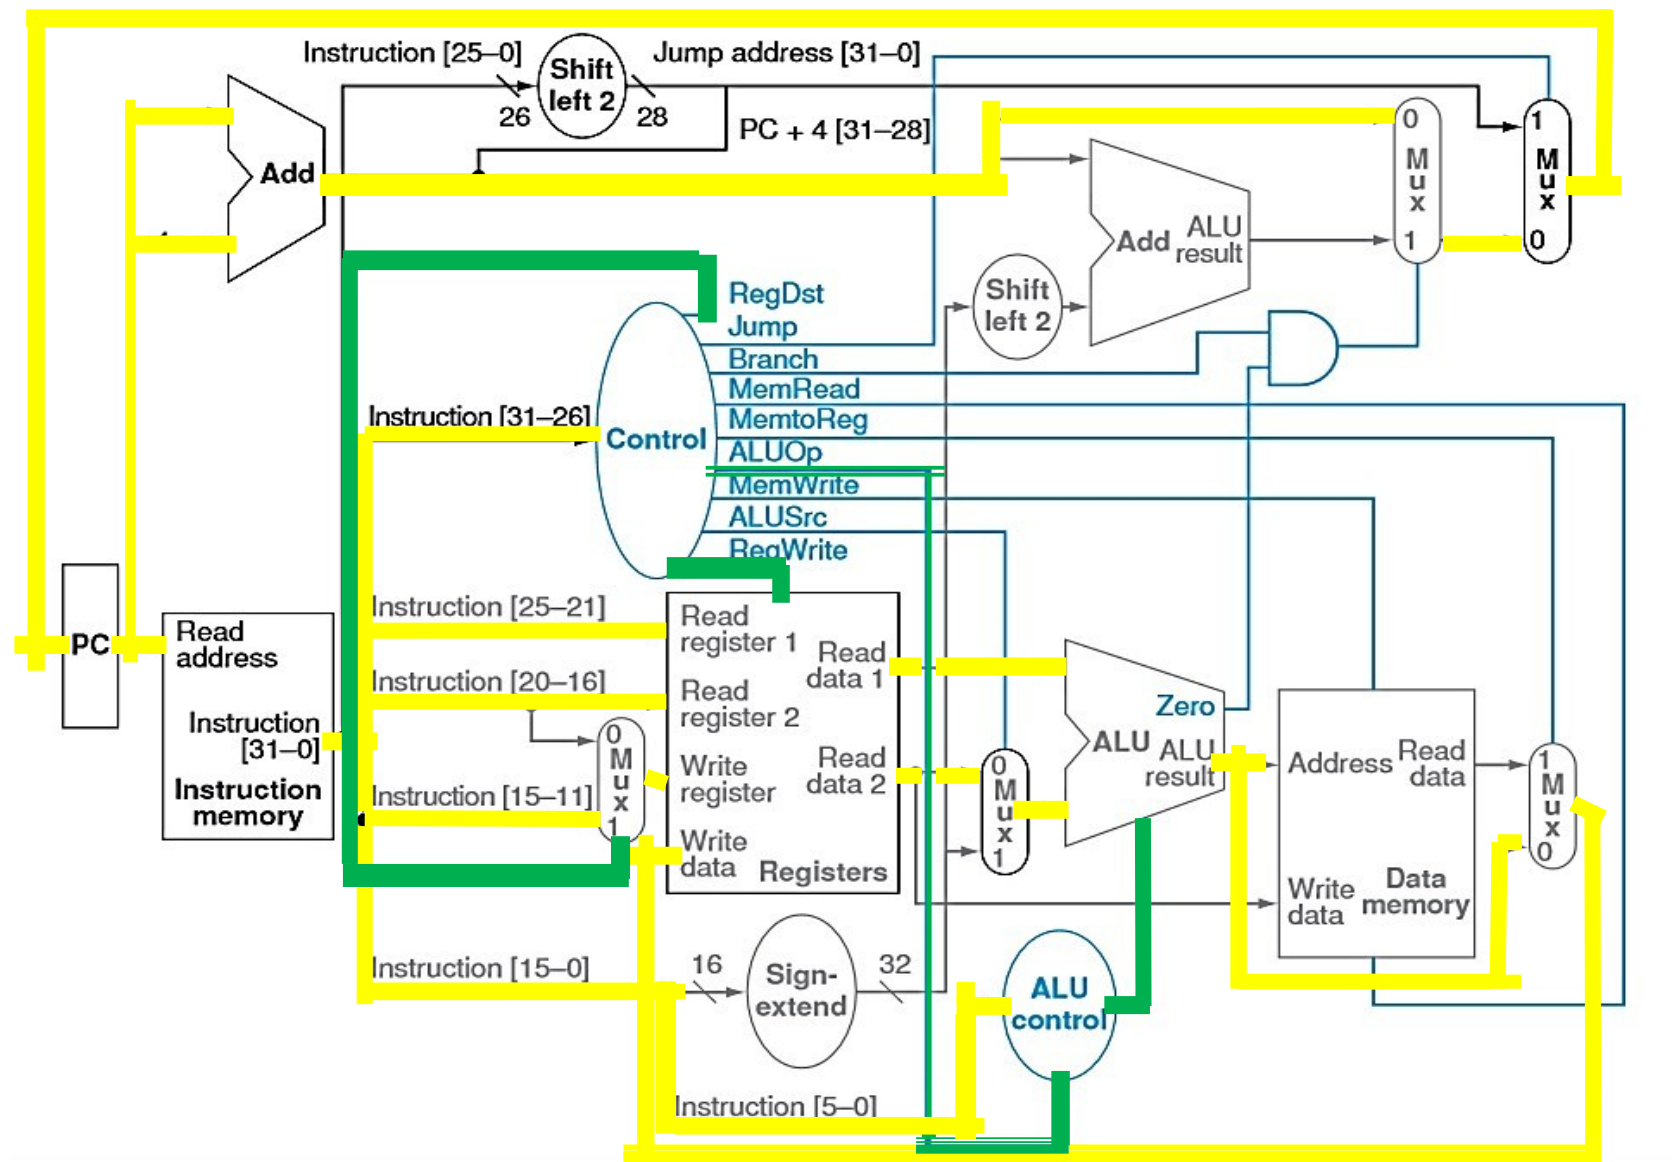 Instruction [25–0]
Shift
left 2
Jump address [31–0]
26
28
PC + 4 [31–28]
Add
0
M
u
x
1
1
M
u
x
0
Add
ALU
result
Shift
left 2
RegDst
Jump
Branch
MemRead
MemtoReg
ALUOp
MemWrite
ALUSrc
RegWrite
Instruction [31–26]
Control
PC
Read
address
Instruction
[31–0]
Instruction
memory
Instruction [25–21]
Instruction [20–16]
Instruction [15–11]
0
M
u
x
1
Read
register 1
Read
register 2
Write
register
Write
data
Read
data 1
Read
data 2
Registers
0
M
u
x
1
Zero
ALU
ALU
result
Address
Read
data
Write
data
Data
memory
1
M
u
x
0
Instruction [15–0]
16
Sign-
extend
32
ALU
control
Instruction [5–0]